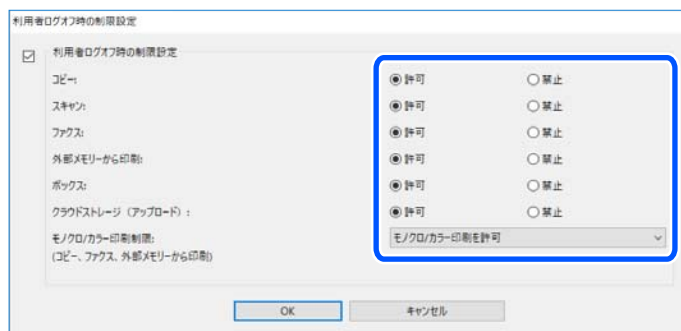 利用者ログオフ時の制限設定
利用者ログオフ時の制限設定
コピー: 許可 禁止
スキャン: 許可 禁止
ファクス: 許可 禁止
外部メモリーから印刷: 許可 禁止
ボックス: 許可 禁止
クラウドストレージ（アップロード）: 許可 禁止
モノクロ/カラー印刷制限: モノクロ/カラー印刷を許可
(コピー、ファクス、外部メモリーから印刷)
OK キャンセル